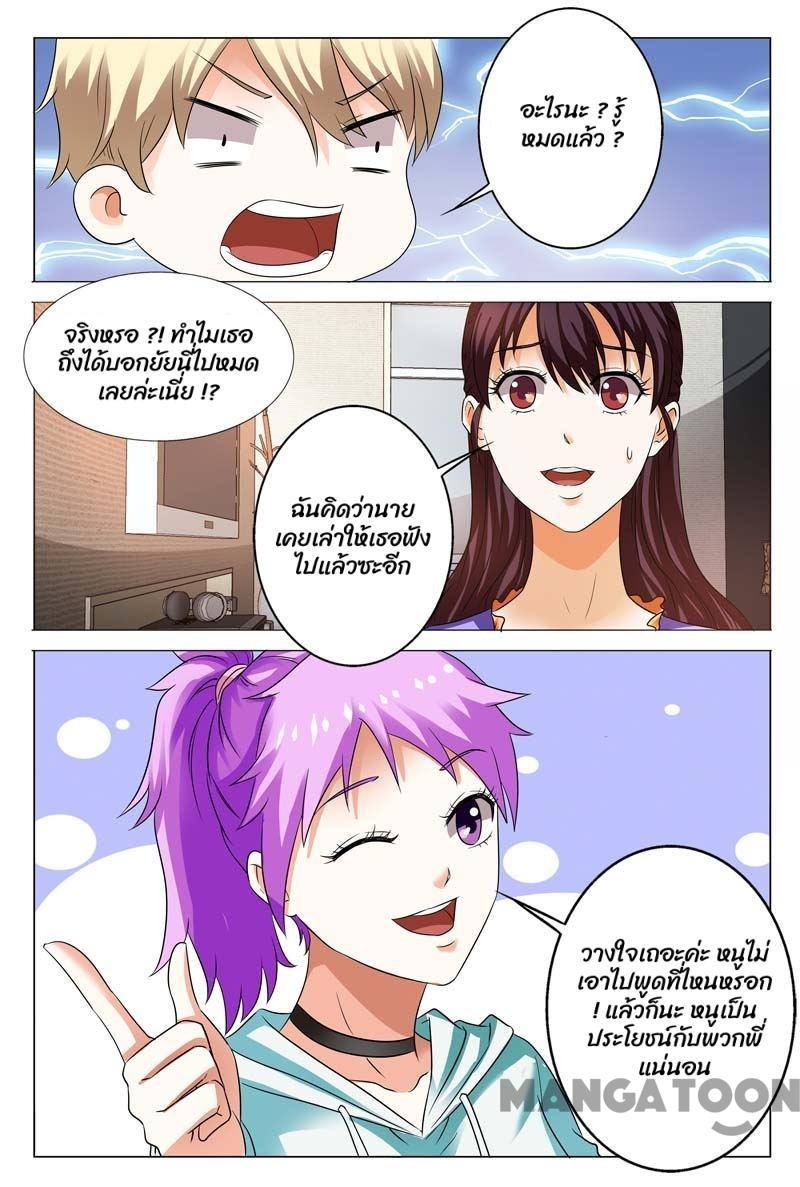 อะไรนะ ? รู้
หมดแล้ว ?
จริงหรอ ?! ทำไมเธอ
ถึงได้บอกยัยนี่ไปหมด
เลยล่ะเนี่ย !?
ฉันคิดว่านาย
เคยเล่าให้เธอฟัง
ไปแล้วซะอีก
วางใจเถอะค่ะ หนูไม่
เอาไปพูดที่ไหนหรอก
! แล้วก็นะ หนูเป็น
ประโยชน์กับพวกพี่
แน่นอน
MANGATOON